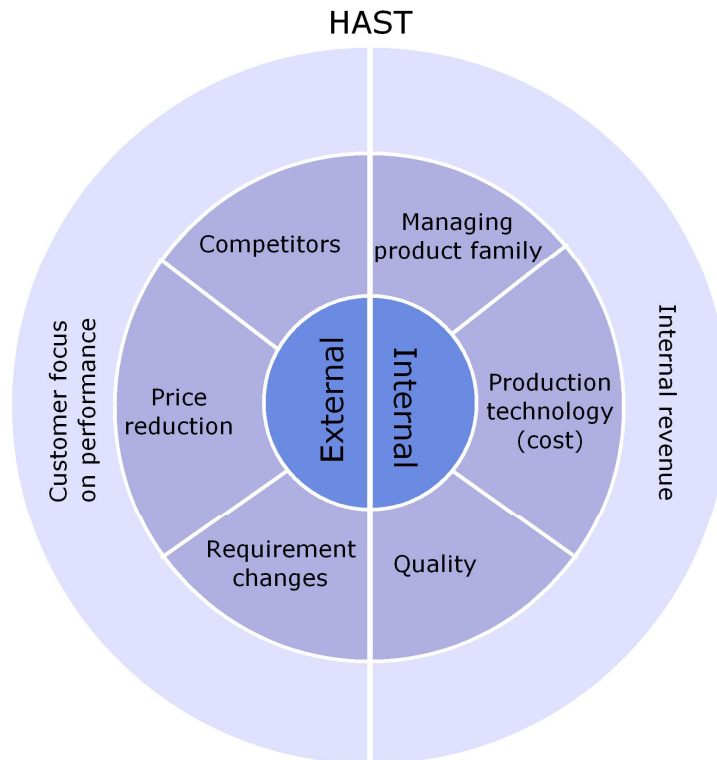 HAST
Competitors
Managing
product family
Customer focus
on performance
Price
reduction
External
Internal
Production
technology
(cost)
Internal revenue
Requirement
changes
Quality